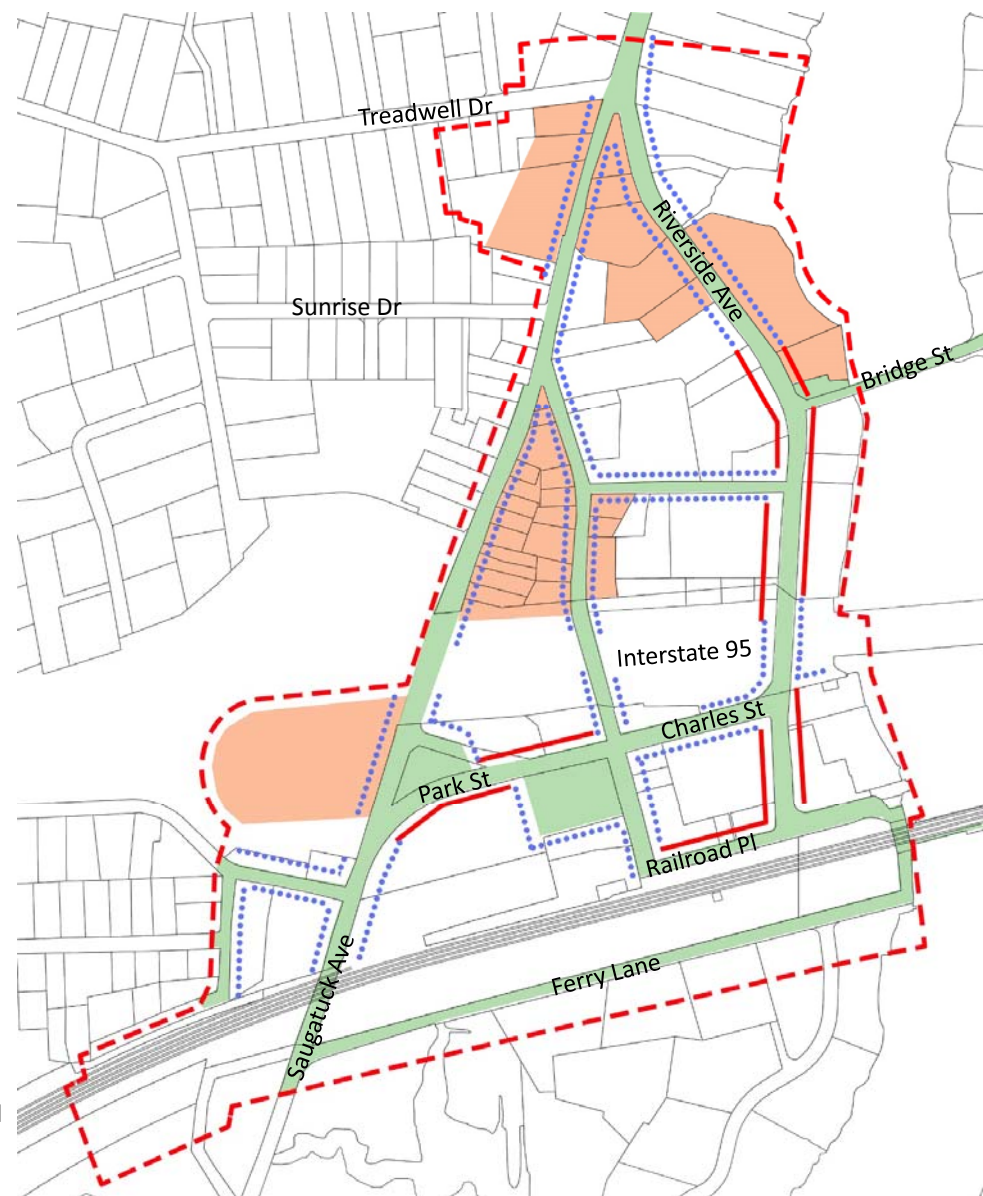 Treadwell Dr
Riverside Ave
Sunrise Dr
Bridge St
Interstate 95
Charles St
Park St
Railroad Pl
Saugatuck Ave
Ferry Lane